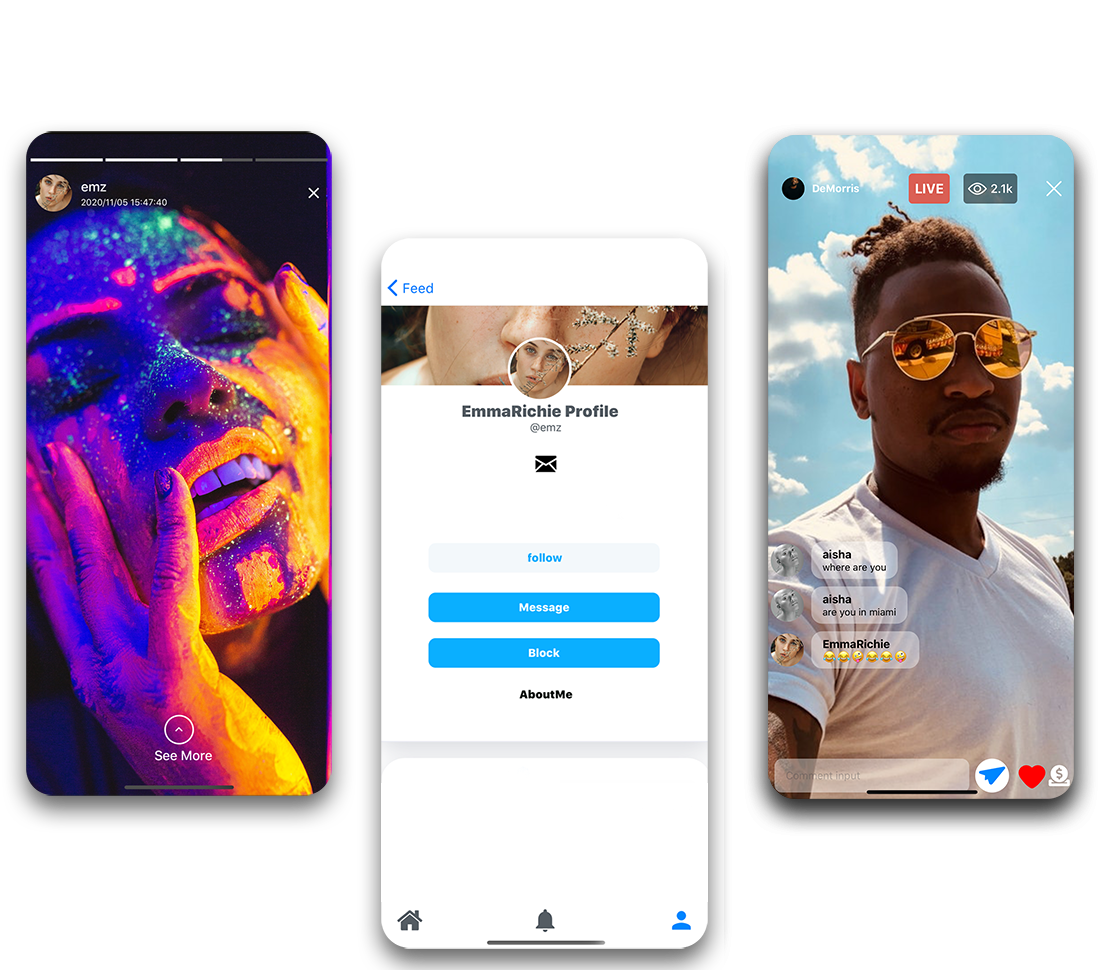 emz
2020/11/05 15:47:40
See More
Feed
EmmaRichie Profile
@emz
follow
Message
Block
AboutMe
DeMorris
LIVE
2.1k
aisha
where are you
aisha
are you in miami
EmmaRichie
😂😂🤪😂😂🤪
Comment input